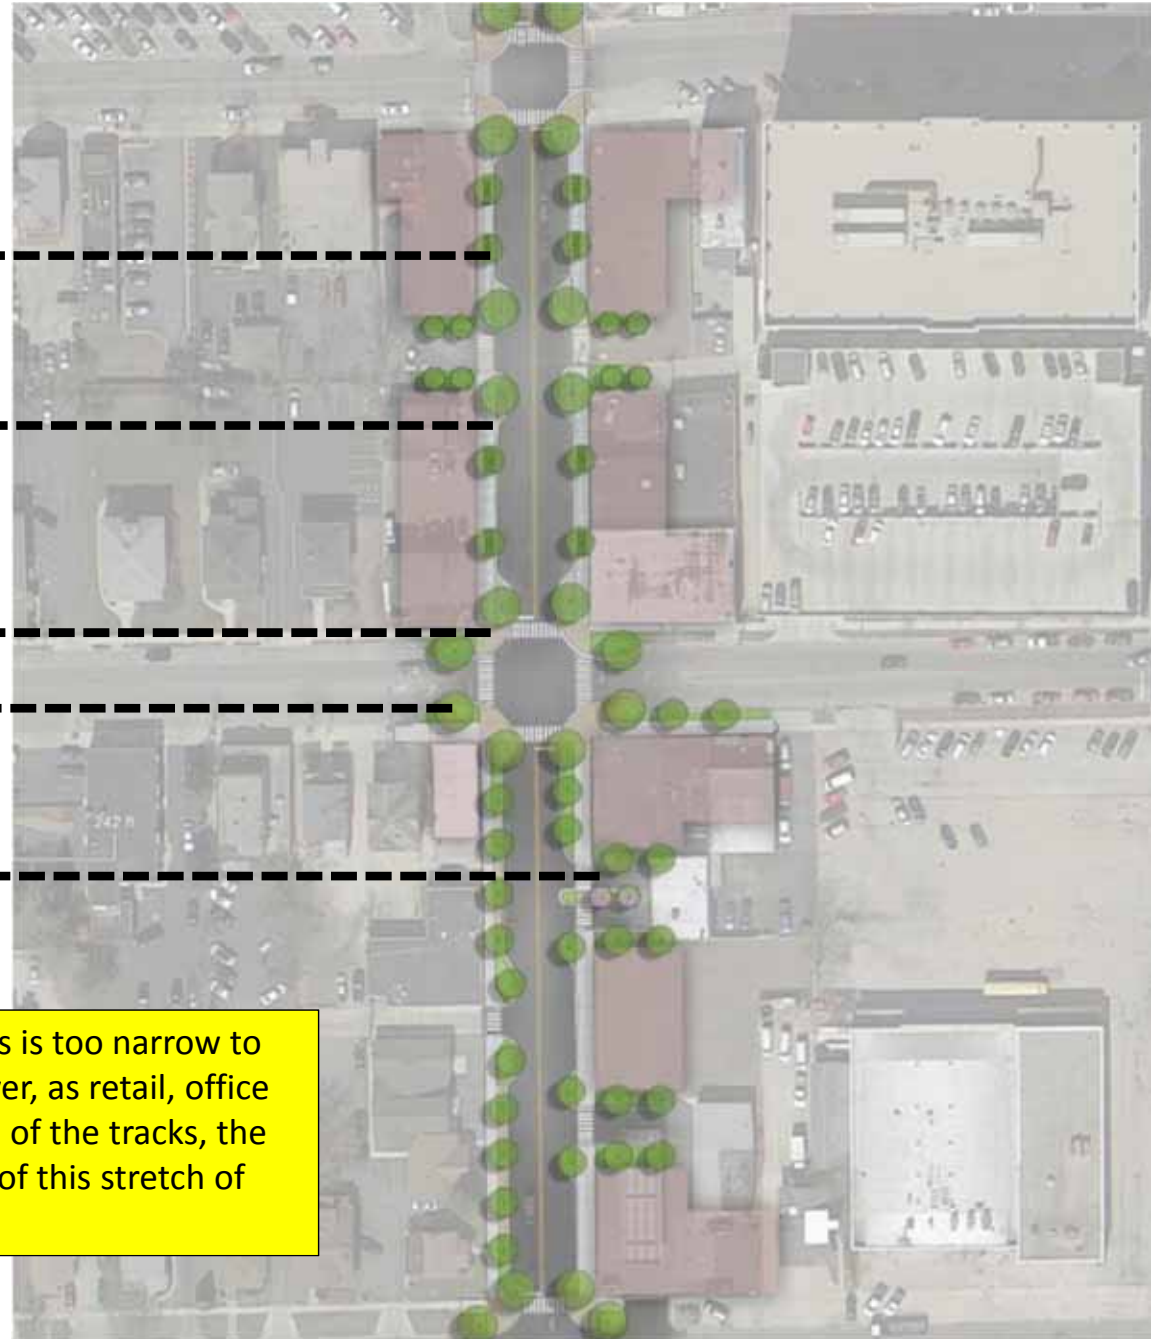 s is too narrow to
er, as retail, office
of the tracks, the
of this stretch of